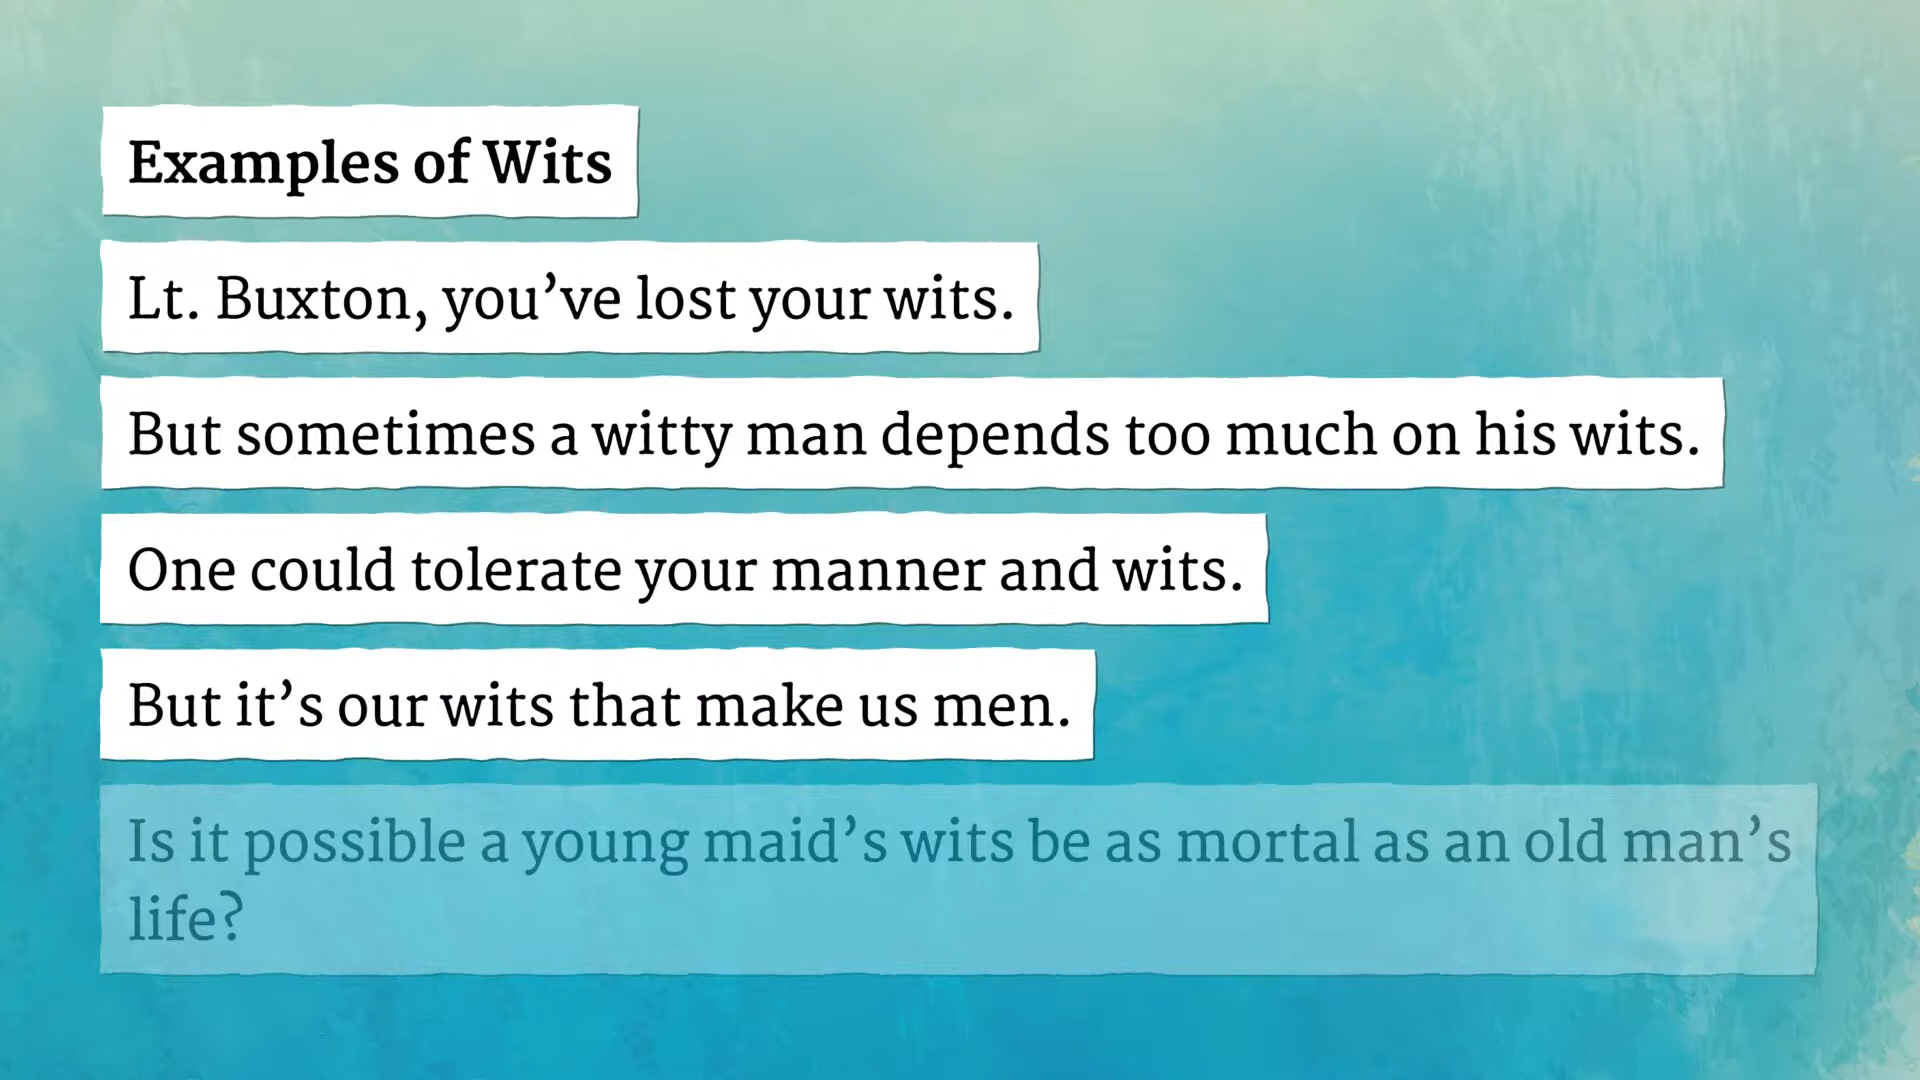 Examples of Wits
Lt. Buxton, you’ve lost your wits.
But sometimes a witty man depends too much on his wits.
One could tolerate your manner and wits.
But it’s our wits that make us men.
Is it possible a young maid’s wits be as mortal as an old man’s
life?